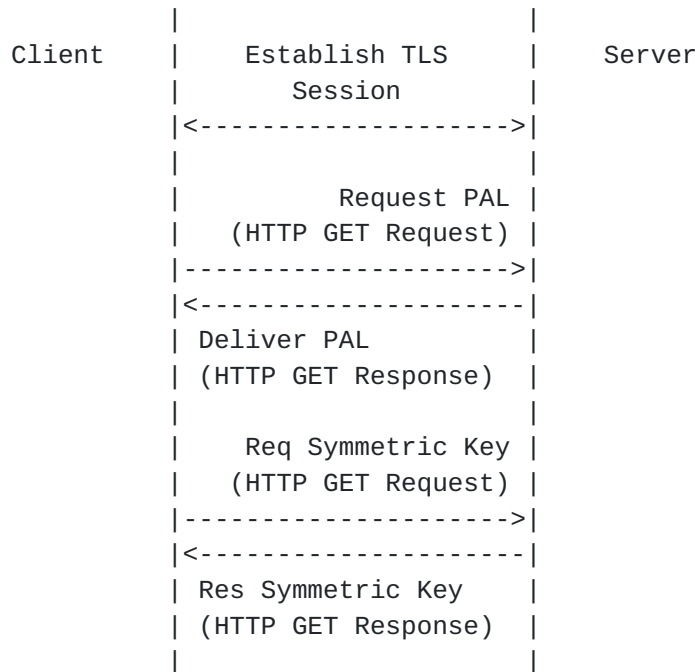 Client Establish TLS Server
Session
Request PAL
(HTTP GET Request)
Deliver PAL
(HTTP GET Response)
Req Symmetric Key
(HTTP GET Request)
Res Symmetric Key
(HTTP GET Response)